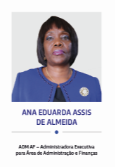 ANA EDUARDA ASSIS
DE ALMEIDA
ADM AF – Administradora Executiva
para Área de Administração e Finanças